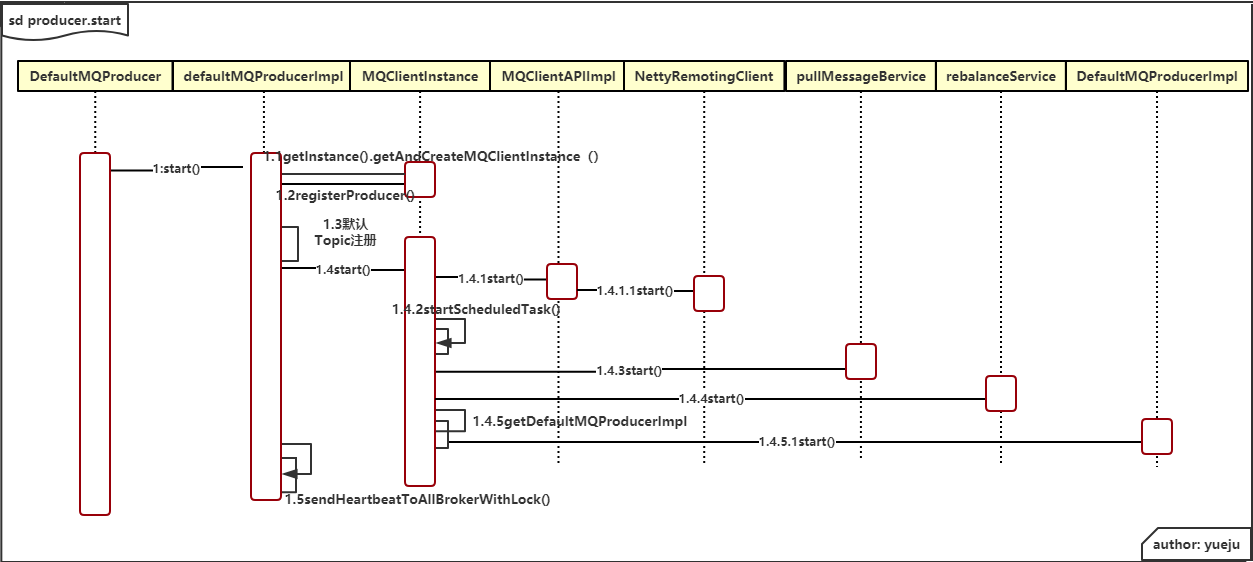 sd producer.start
DefaultMQProducer
defaultMQProducerImpl
MQClientInstance
MQClientAPIImpl
NettyRemotingClient
pullMessageBervice
rebalanceService
DefaultMQProducerImpl
1.1getInstance().getAndCreateMQClientInstance ()
1:start()
1.2registerProducer()
1.3默认
Topic注册
1.4start()
1.4.1start()
1.4.1.1start()
1.4.2startScheduledTask()
1.4.3start()
1.4.4start()
1.4.5getDefaultMQProducerImpl
1.4.5.1start()
1.5sendHeartbeatToAllBrokerWithLock()
author: yueju